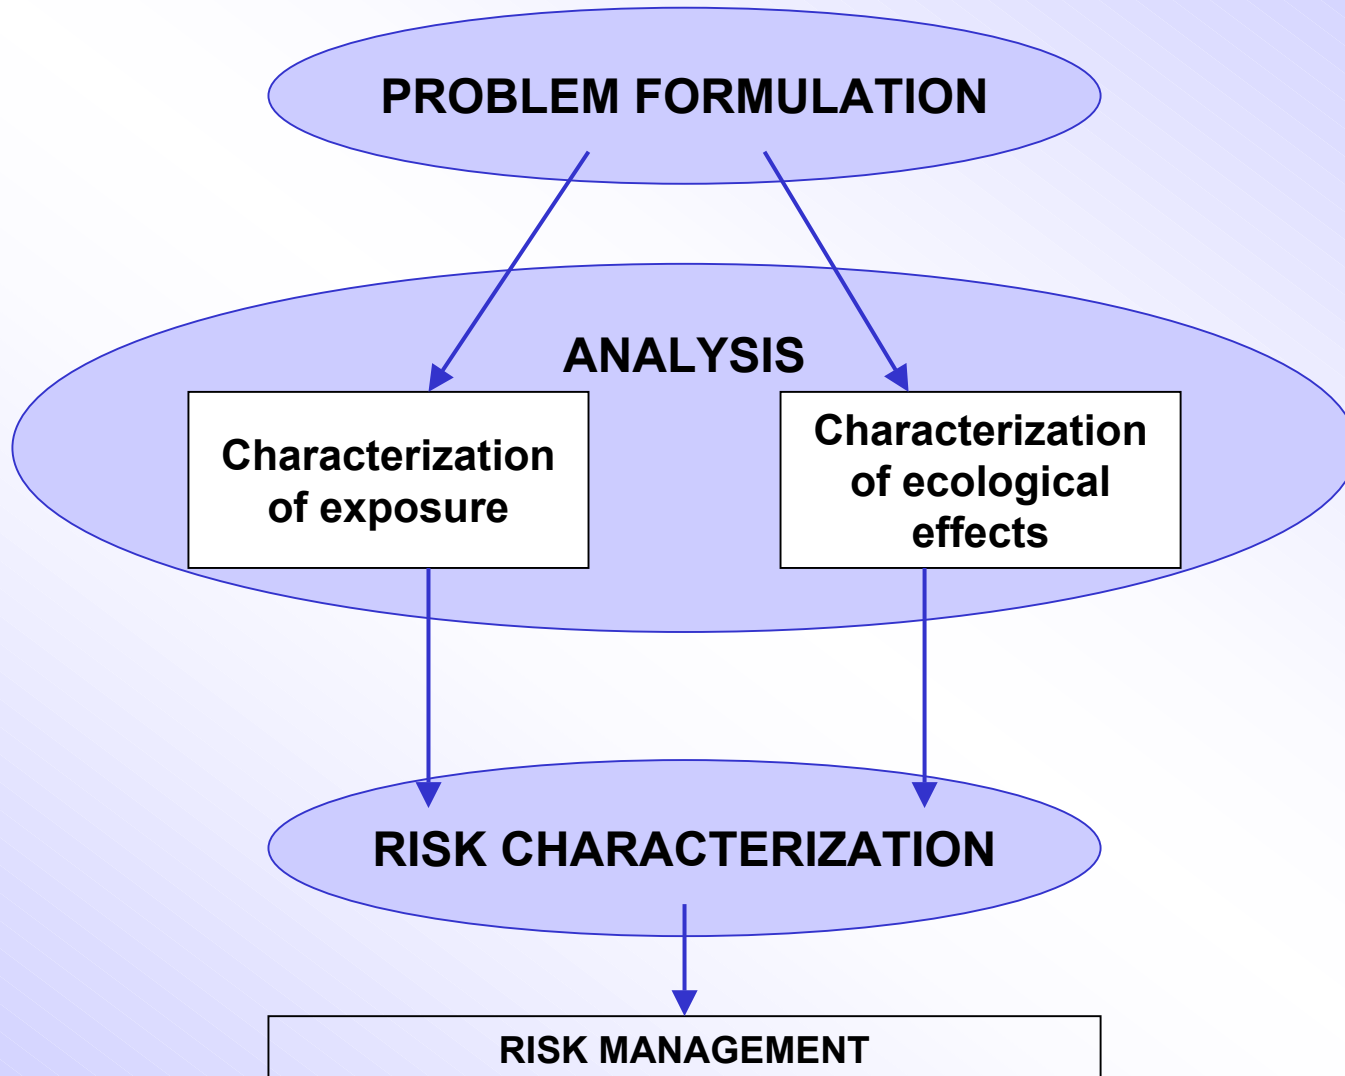 PROBLEM FORMULATION
ANALYSIS
Characterization
of exposure
Characterization
of ecological
effects
RISK CHARACTERIZATION
RISK MANAGEMENT